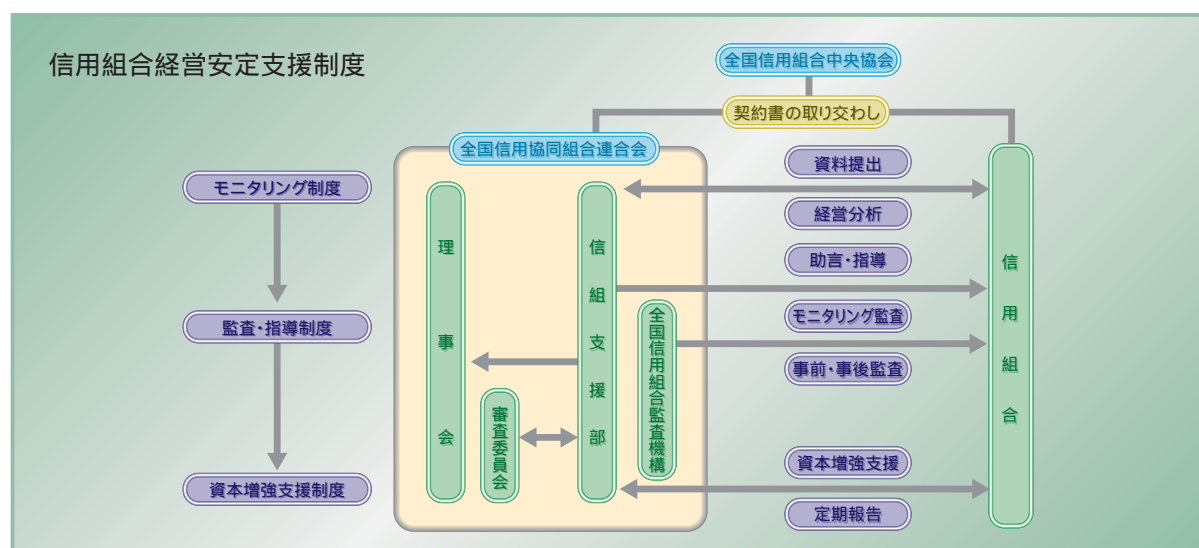 信用組合経営安定支援制度
全国信用組合中央協会
契約書の取り交わし
全国信用協同組合連合会
モニタリング制度
監査・指導制度
資本増強支援制度
理事会
審査委員会
信組支援部
全国信用組合監査機構
資料提出
経営分析
助言・指導
モニタリング監査
事前・事後監査
資本増強支援
定期報告
信用組合